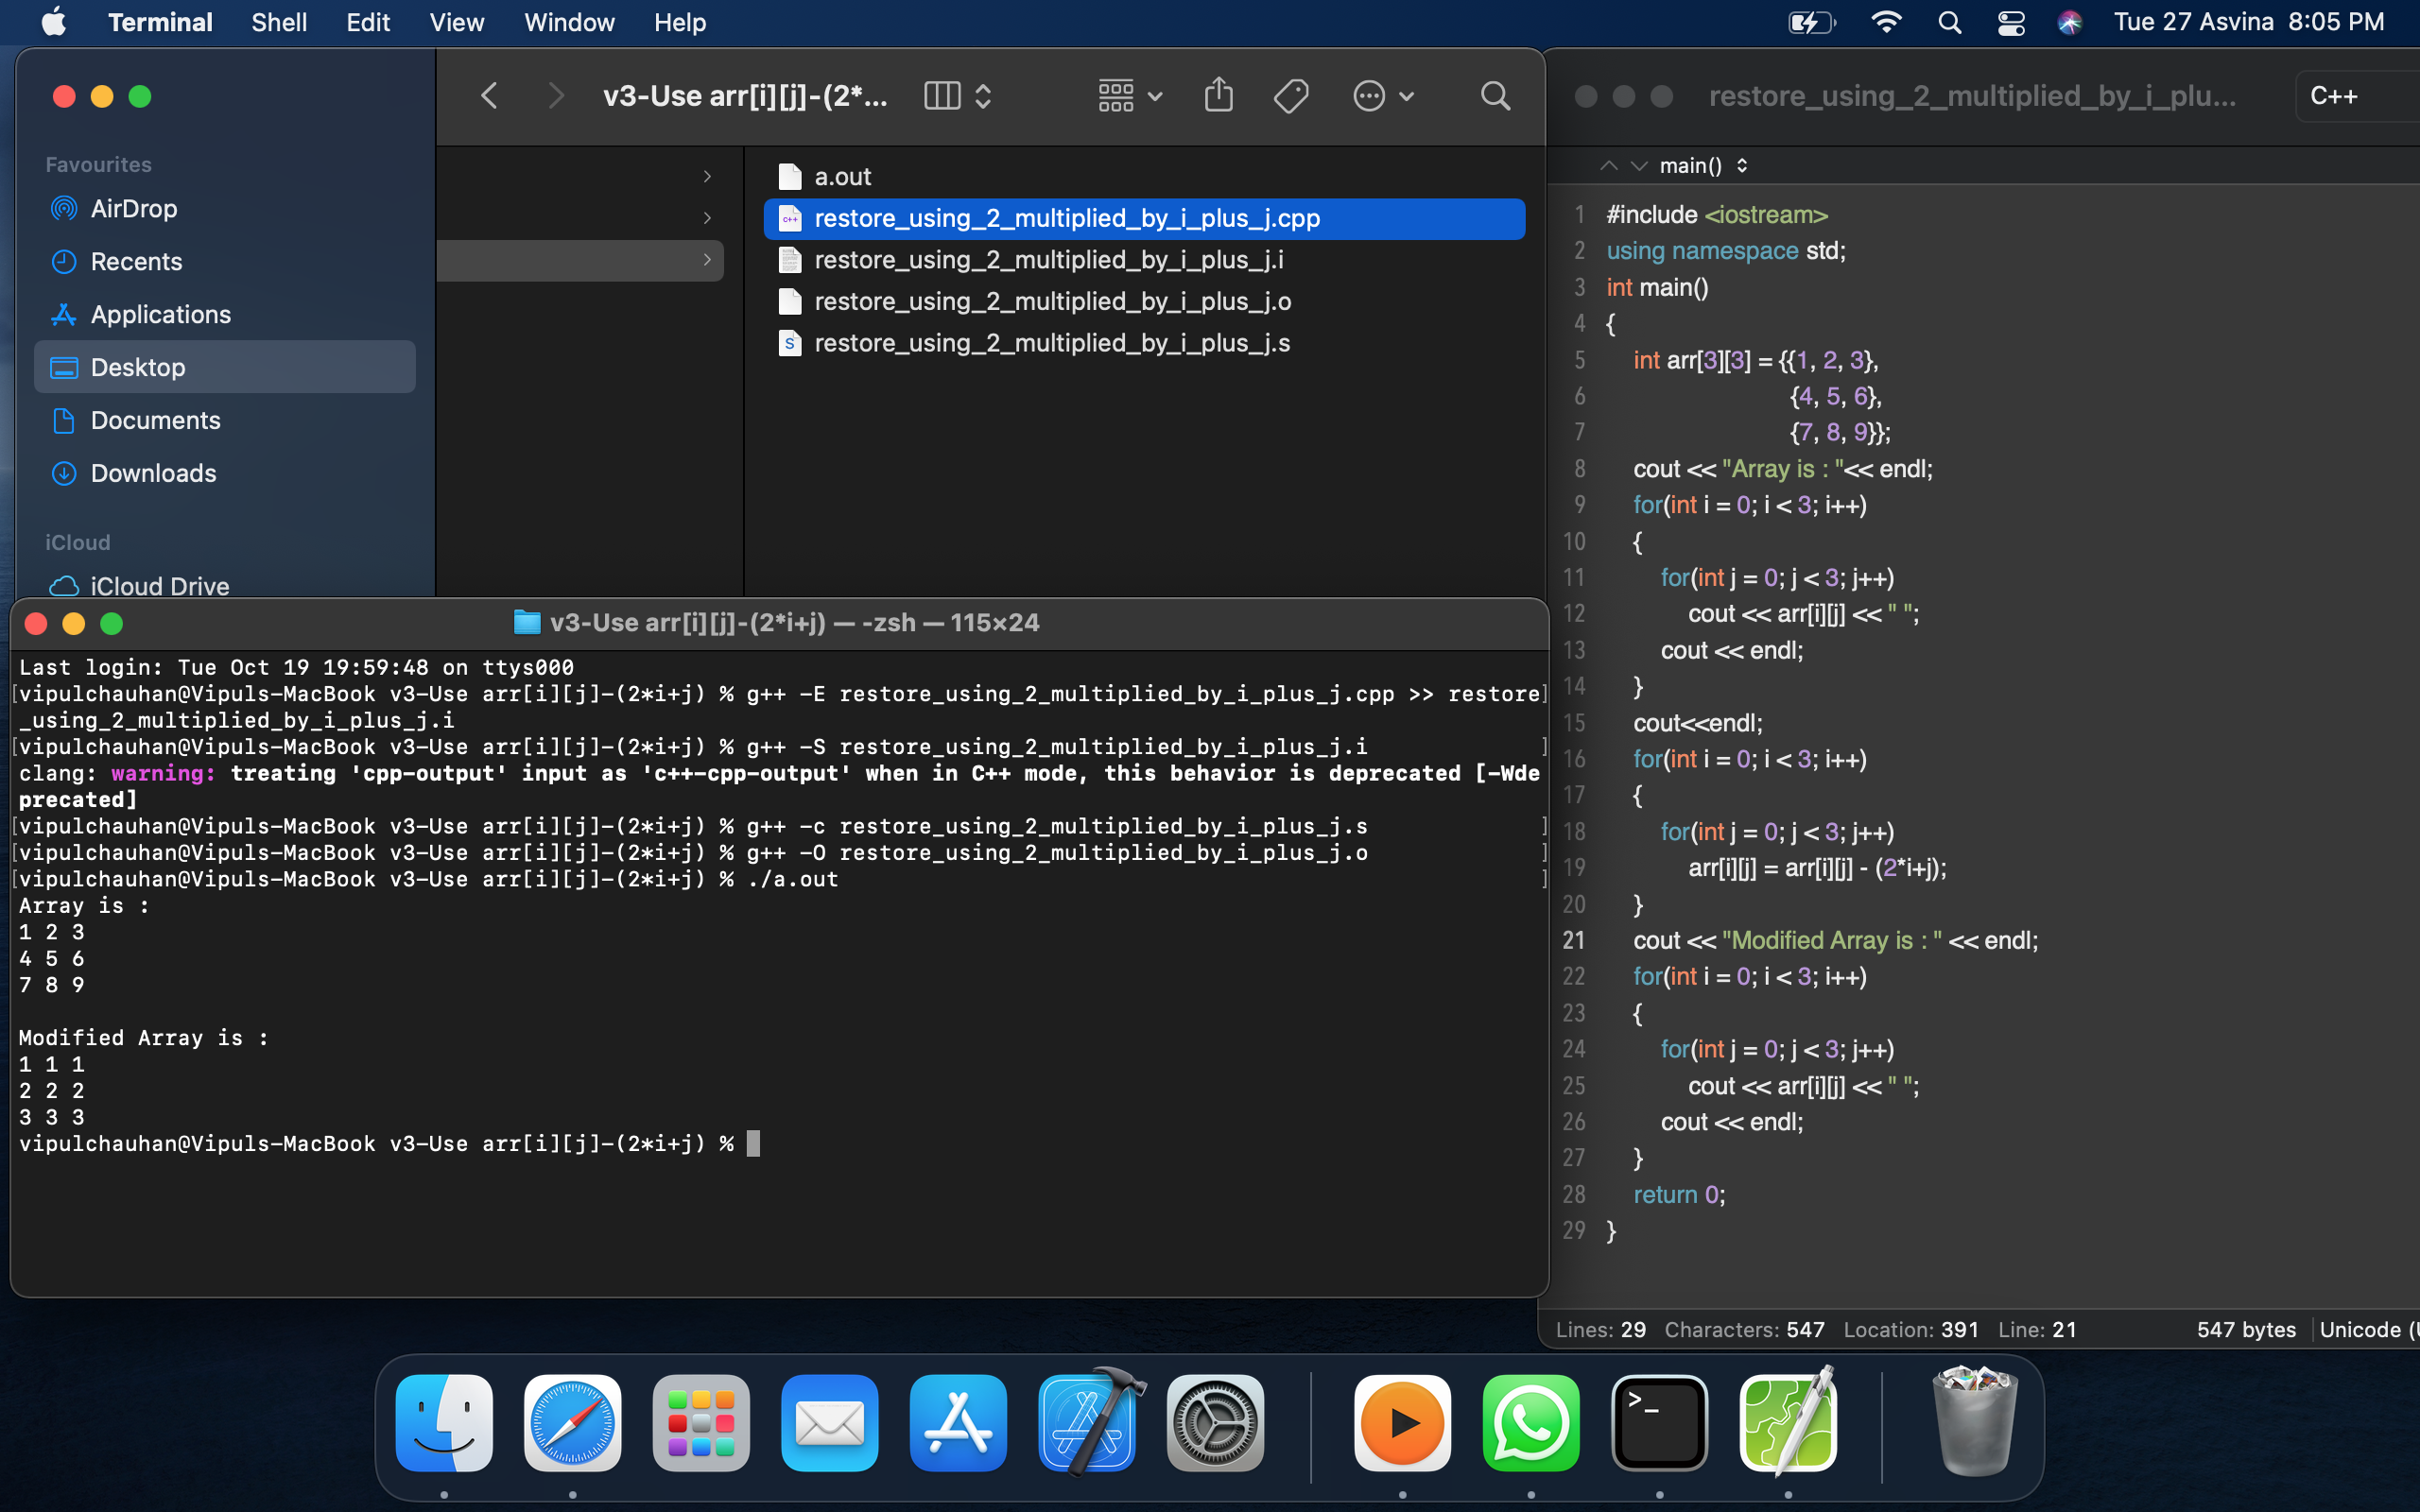 Terminal Shell Edit View Window Help Tue 27 Asvina 8:05 PM
v3-Use arr[i][j]-(2*...
Favourites
AirDrop
Recents
Applications
Desktop
Documents
Downloads
iCloud
iCloud Drive
a.out
restore_using_2_multiplied_by_i_plus_j.cpp
restore_using_2_multiplied_by_i_plus_j.i
restore_using_2_multiplied_by_i_plus_j.o
restore_using_2_multiplied_by_i_plus_j.s
v3-Use arr[i][j]-(2*i+j) — -zsh — 115×24
Last login: Tue Oct 19 19:59:48 on ttys000
[vipulchauhan@Vipuls-MacBook v3-Use arr[i][j]-(2*i+j) % g++ -E restore_using_2_multiplied_by_i_plus_j.cpp >> restore]
_using_2_multiplied_by_i_plus_j.i
[vipulchauhan@Vipuls-MacBook v3-Use arr[i][j]-(2*i+j) % g++ -S restore_using_2_multiplied_by_i_plus_j.i ]
clang: warning: treating 'cpp-output' input as 'c++-cpp-output' when in C++ mode, this behavior is deprecated [-Wde
precated]
[vipulchauhan@Vipuls-MacBook v3-Use arr[i][j]-(2*i+j) % g++ -c restore_using_2_multiplied_by_i_plus_j.s ]
[vipulchauhan@Vipuls-MacBook v3-Use arr[i][j]-(2*i+j) % g++ -O restore_using_2_multiplied_by_i_plus_j.o ]
[vipulchauhan@Vipuls-MacBook v3-Use arr[i][j]-(2*i+j) % ./a.out ]
Array is :
1 2 3
4 5 6
7 8 9
Modified Array is :
1 1 1
2 2 2
3 3 3
vipulchauhan@Vipuls-MacBook v3-Use arr[i][j]-(2*i+j) %
restore_using_2_multiplied_by_i_plu... C++
main()
1 #include <iostream>
2 using namespace std;
3 int main()
4 {
5 int arr[3][3] = {{1, 2, 3},
6 {4, 5, 6},
7 {7, 8, 9}};
8 cout << "Array is : "<< endl;
9 for(int i = 0; i < 3; i++)
10 {
11 for(int j = 0; j < 3; j++)
12 cout << arr[i][j] << " ";
13 cout << endl;
14 }
15 cout<<endl;
16 for(int i = 0; i < 3; i++)
17 {
18 for(int j = 0; j < 3; j++)
19 arr[i][j] = arr[i][j] - (2*i+j);
20 }
21 cout << "Modified Array is : " << endl;
22 for(int i = 0; i < 3; i++)
23 {
24 for(int j = 0; j < 3; j++)
25 cout << arr[i][j] << " ";
26 cout << endl;
27 }
28 return 0;
29 }
Lines: 29 Characters: 547 Location: 391 Line: 21 547 bytes Unicode (